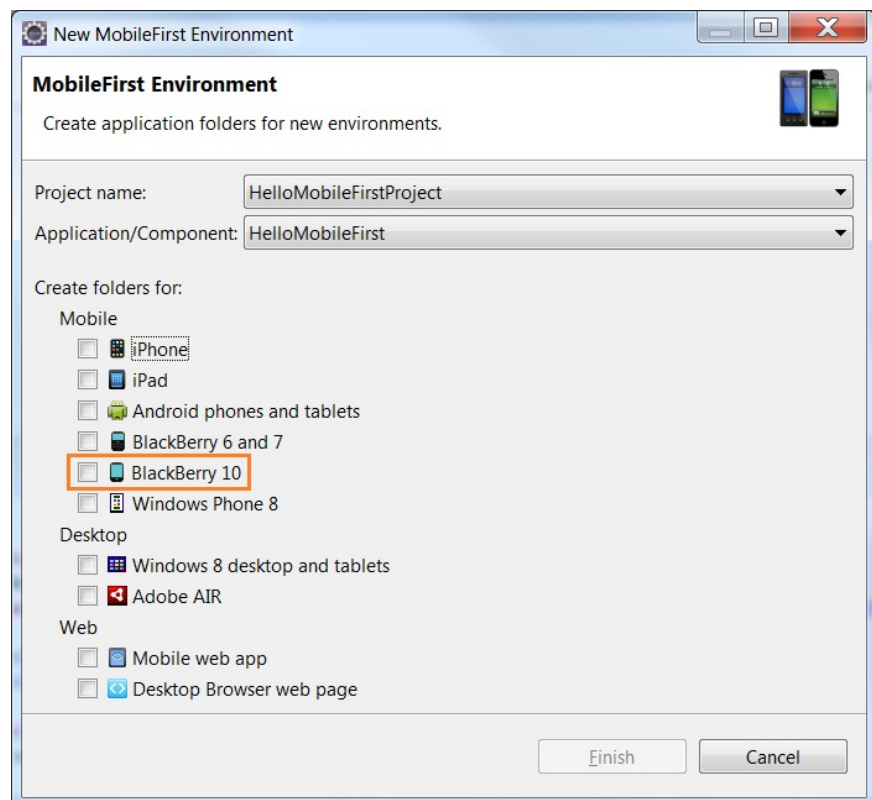 New MobileFirst Environment
MobileFirst Environment
Create application folders for new environments.
Project name: HelloMobileFirstProject
Application/Component: HelloMobileFirst
Create folders for:
Mobile
iPhone
iPad
Android phones and tablets
BlackBerry 6 and 7
BlackBerry 10
Windows Phone 8
Desktop
Windows 8 desktop and tablets
Adobe AIR
Web
Mobile web app
Desktop Browser web page
Finish Cancel